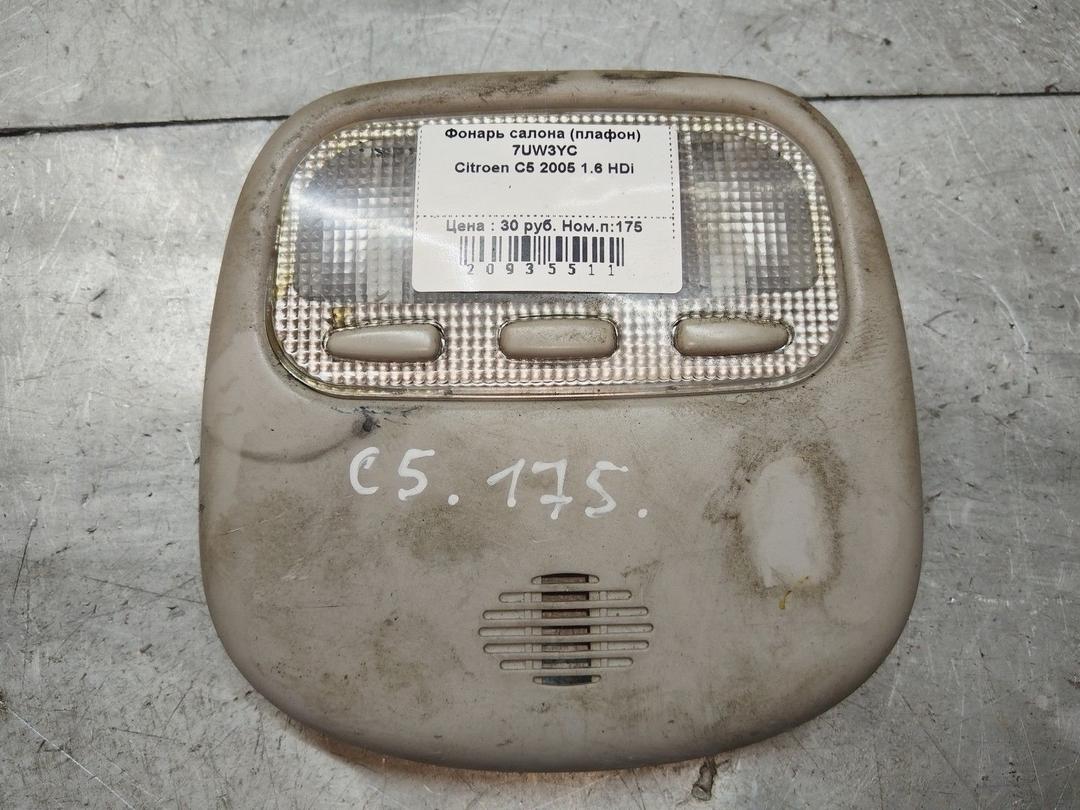 Фонарь салона (плафон)
7UW3YC
Citroen C5 2005 1.6 HDi
Цена : 30 руб. Ном.п:175
20935511
C5. 175.